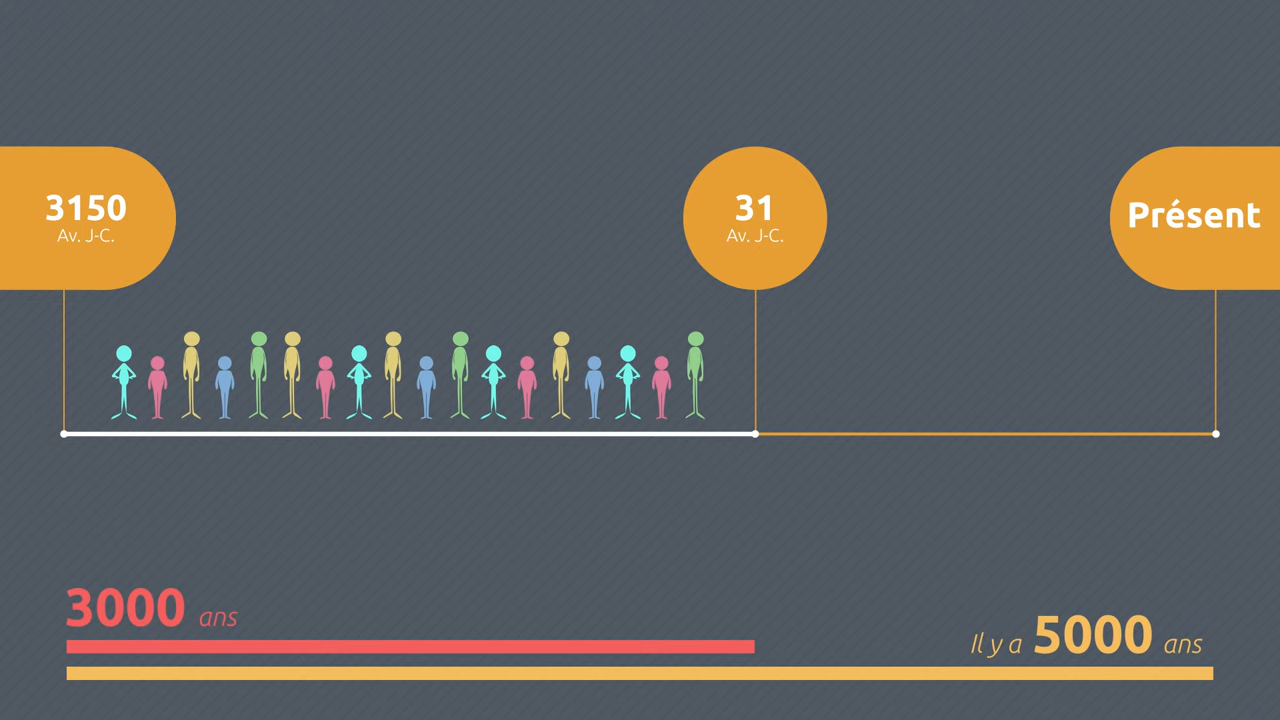 3150
Av. J-C.
31
Av. J-C.
Présent
3000 ans
Il y a 5000 ans